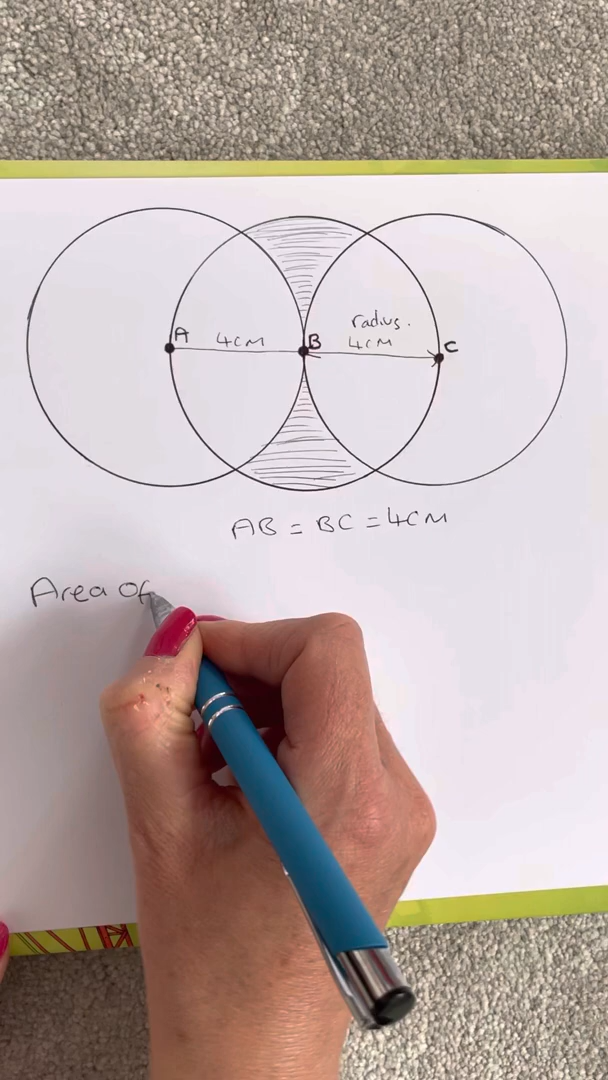 radius.
A 4CM B 4CM C
AB = BC = 4CM
Area of